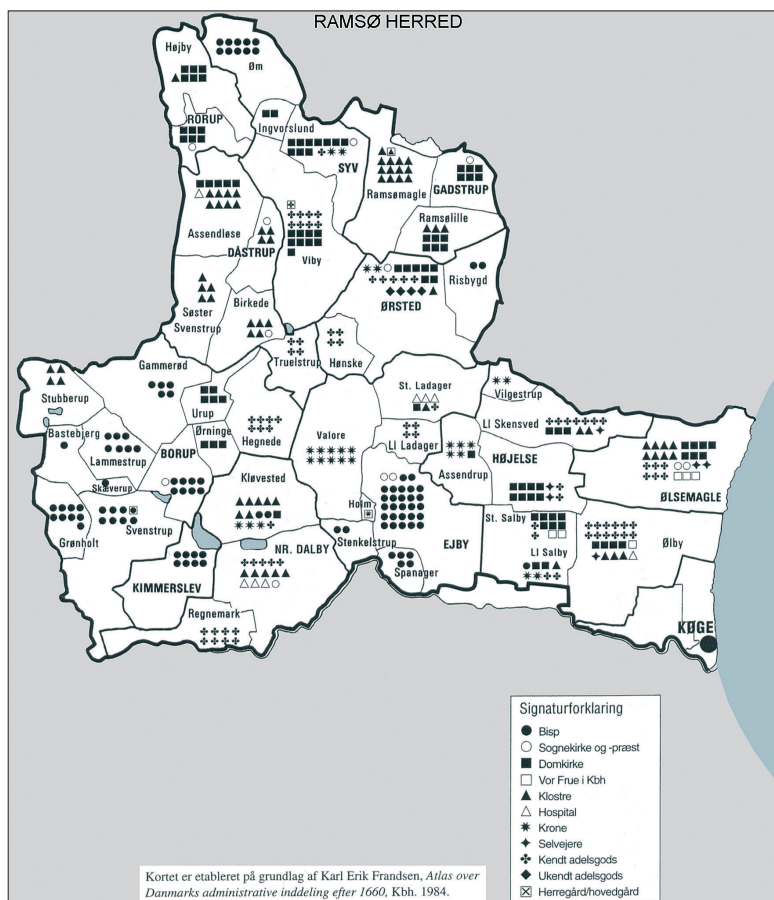 RAMSØ HERRED
Højby
Øm
RORUP
Ingvorslund
SYV
Ramsømagle
GADSTRUP
Assendløse
Ramsølille
DÅSTRUP
Viby
Risbygd
Søster
Svenstrup
Birkede
ØRSTED
Gammerød
Truelstrup
Hønske
Stubberup
Urup
St. Ladager
Vilgestrup
Bastebjerg
Ørninge
Hegnede
Valore
Ll Ladager
Ll Skensved
Lammestrup
BORUP
Kløvested
Assendrup
HØJELSE
ØLSEMAGLE
Skæverup
Holm
St. Salby
Grønholt
Svenstrup
Stenkelstrup
EJBY
Ølby
NR. DALBY
Ll Salby
KIMMERSLEV
Spanager
Regnemark
KØGE
Signaturforklaring
Bisp
Sognekirke og -præst
Domkirke
Vor Frue i Kbh
Klostre
Hospital
Krone
Selvejere
Kendt adelsgods
Ukendt adelsgods
Herregård/hovedgård
Kortet er etableret på grundlag af Karl Erik Frandsen, Atlas over
Danmarks administrative inddeling efter 1660, Kbh. 1984.